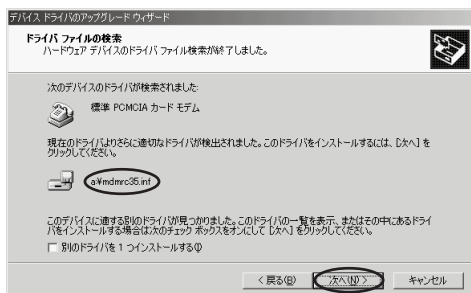 デバイス ドライバのアップグレード ウィザード
ドライバ ファイルの検索
ハードウェア デバイスのドライバ ファイル検索が終了しました。
次のデバイスのドライバが検索されました:
標準 PCMCIA カード モデム
現在のドライバよりさらに適切なドライバが検出されました。このドライバをインストールするには、[次へ] を
クリックしてください。
a:¥mdmrc35.inf
このデバイスに適する別のドライバが見つかりました。このドライバの一覧を表示、またはその中にあるドライ
バをインストールする場合は次のチェック ボックスをオンにして [次へ] をクリックしてください。
別のドライバを 1 つインストールする(I)
< 戻る(B)
次へ(N) >
キャンセル